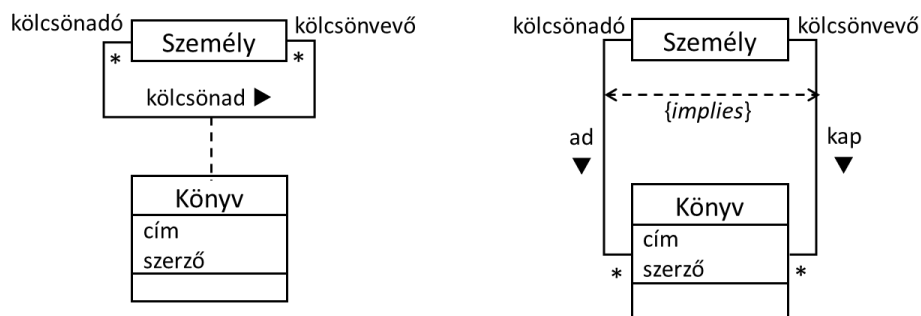 kölcsönadó
Személy
kölcsönvevő
*
*
kölcsönad ▶
Könyv
cím
szerző
kölcsönadó
Személy
kölcsönvevő
{implies}
ad
▼
kap
▼
Könyv
cím
szerző
*
*